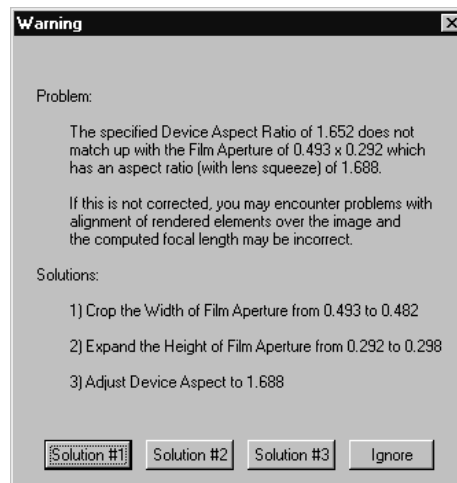 Warning
Problem:
The specified Device Aspect Ratio of 1.652 does not
match up with the Film Aperture of 0.493 x 0.292 which
has an aspect ratio (with lens squeeze) of 1.688.
If this is not corrected, you may encounter problems with
alignment of rendered elements over the image and
the computed focal length may be incorrect.
Solutions:
1) Crop the Width of Film Aperture from 0.493 to 0.482
2) Expand the Height of Film Aperture from 0.292 to 0.298
3) Adjust Device Aspect to 1.688
Solution #1 Solution #2 Solution #3 Ignore